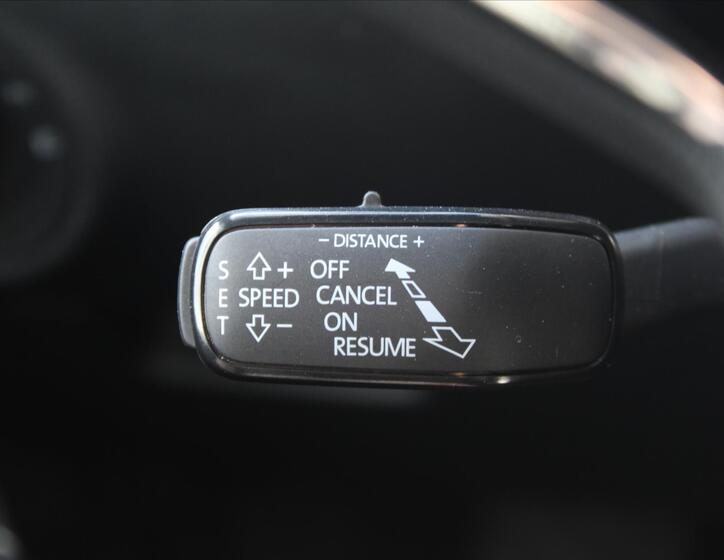 − DISTANCE +
S + OFF
E SPEED CANCEL
T − ON
RESUME